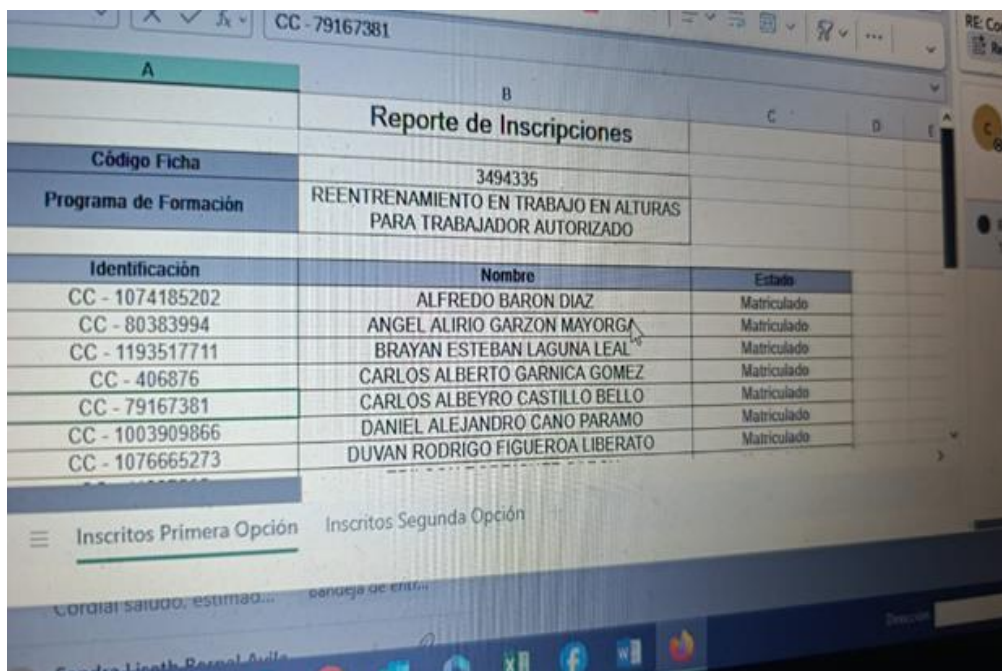 CC - 79167381
RE: Co
A
B
C
D
E
Reporte de Inscripciones
Código Ficha
3494335
Programa de Formación
REENTRENAMIENTO EN TRABAJO EN ALTURAS
PARA TRABAJADOR AUTORIZADO
Identificación Nombre Estado
CC - 1074185202 ALFREDO BARON DIAZ Matriculado
CC - 80383994 ANGEL ALIRIO GARZON MAYORGA Matriculado
CC - 1193517711 BRAYAN ESTEBAN LAGUNA LEAL Matriculado
CC - 406876 CARLOS ALBERTO GARNICA GOMEZ Matriculado
CC - 79167381 CARLOS ALBEYRO CASTILLO BELLO Matriculado
CC - 1003909866 DANIEL ALEJANDRO CANO PARAMO Matriculado
CC - 1076665273 DUVAN RODRIGO FIGUEROA LIBERATO Matriculado
Inscritos Primera Opción Inscritos Segunda Opción
Cordial saludo, estimad... bandeja de entr...
Dirección